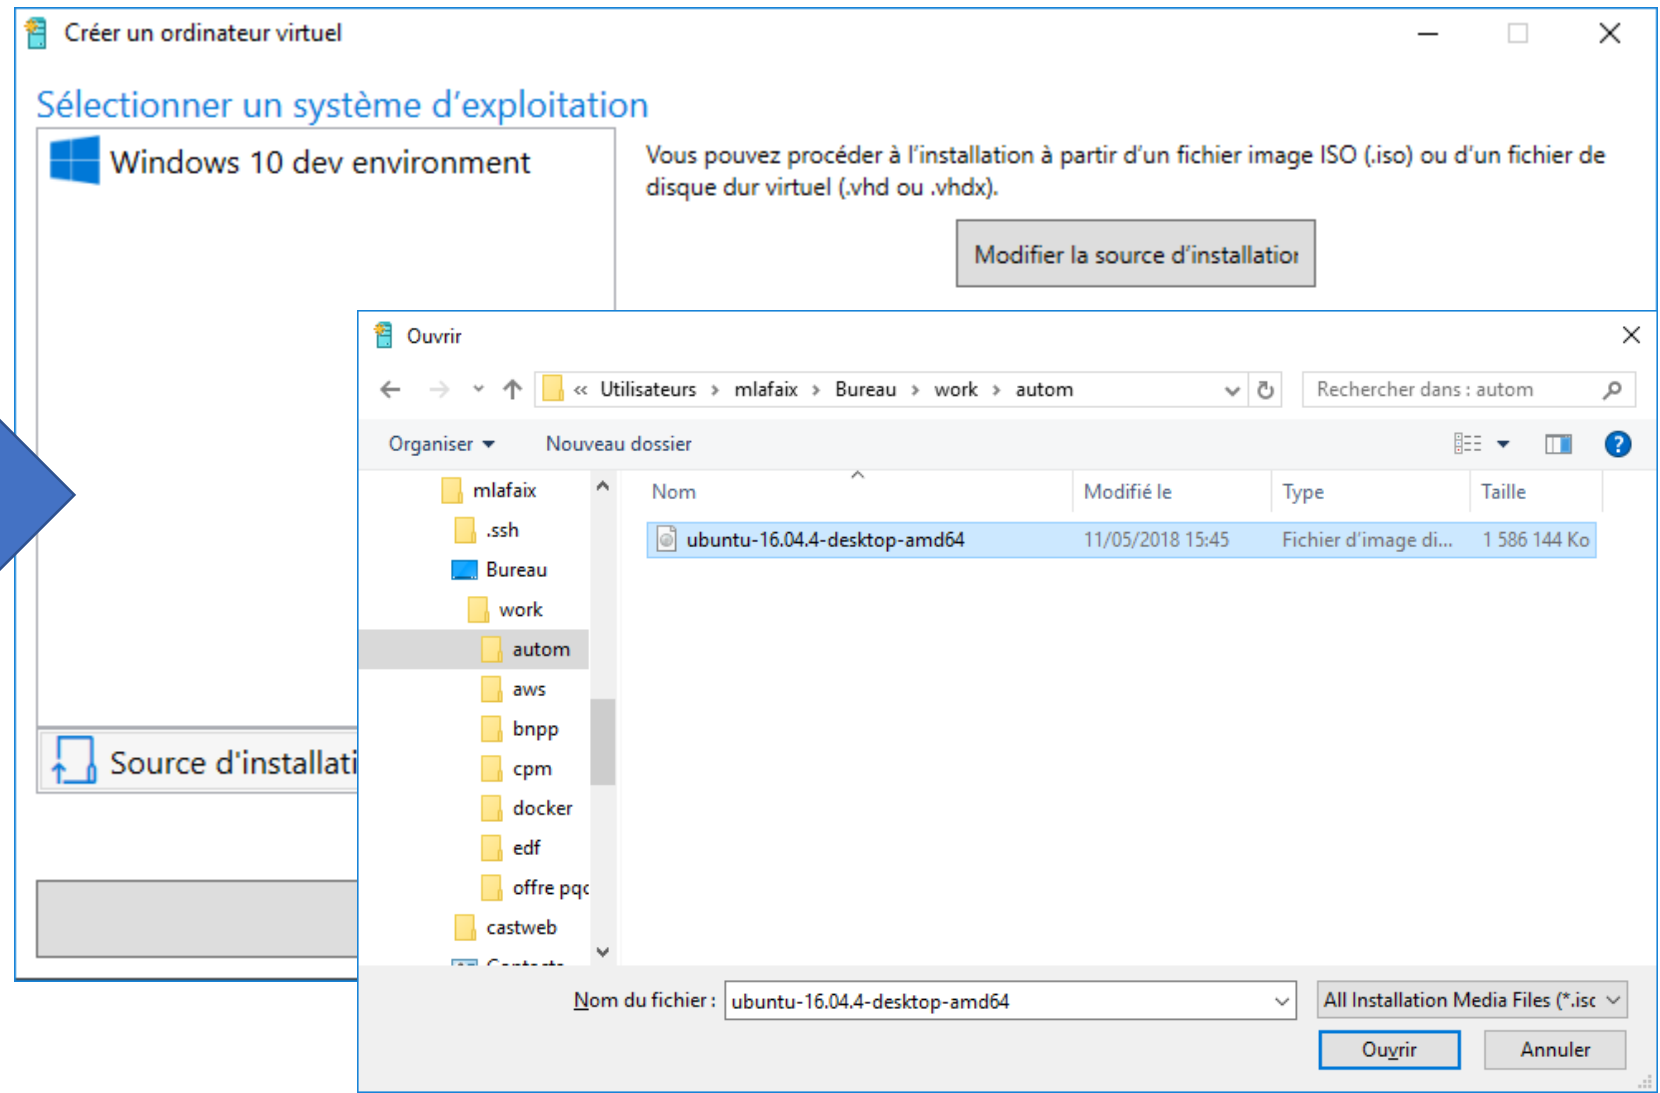 Créer un ordinateur virtuel
Sélectionner un système d'exploitation
Windows 10 dev environment
Vous pouvez procéder à l'installation à partir d'un fichier image ISO (.iso) ou d'un fichier de
disque dur virtuel (.vhd ou .vhdx).
Modifier la source d'installation
Source d'installati
Ouvrir
« Utilisateurs > mlafaix > Bureau > work > autom
Rechercher dans : autom
Organiser
Nouveau dossier
Nom
Modifié le
Type
Taille
ubuntu-16.04.4-desktop-amd64
11/05/2018 15:45
Fichier d'image di...
1 586 144 Ko
mlafaix
.ssh
Bureau
work
autom
aws
bnpp
cpm
docker
edf
offre pqc
castweb
Nom du fichier :
ubuntu-16.04.4-desktop-amd64
All Installation Media Files (*.isc
Ouvrir
Annuler